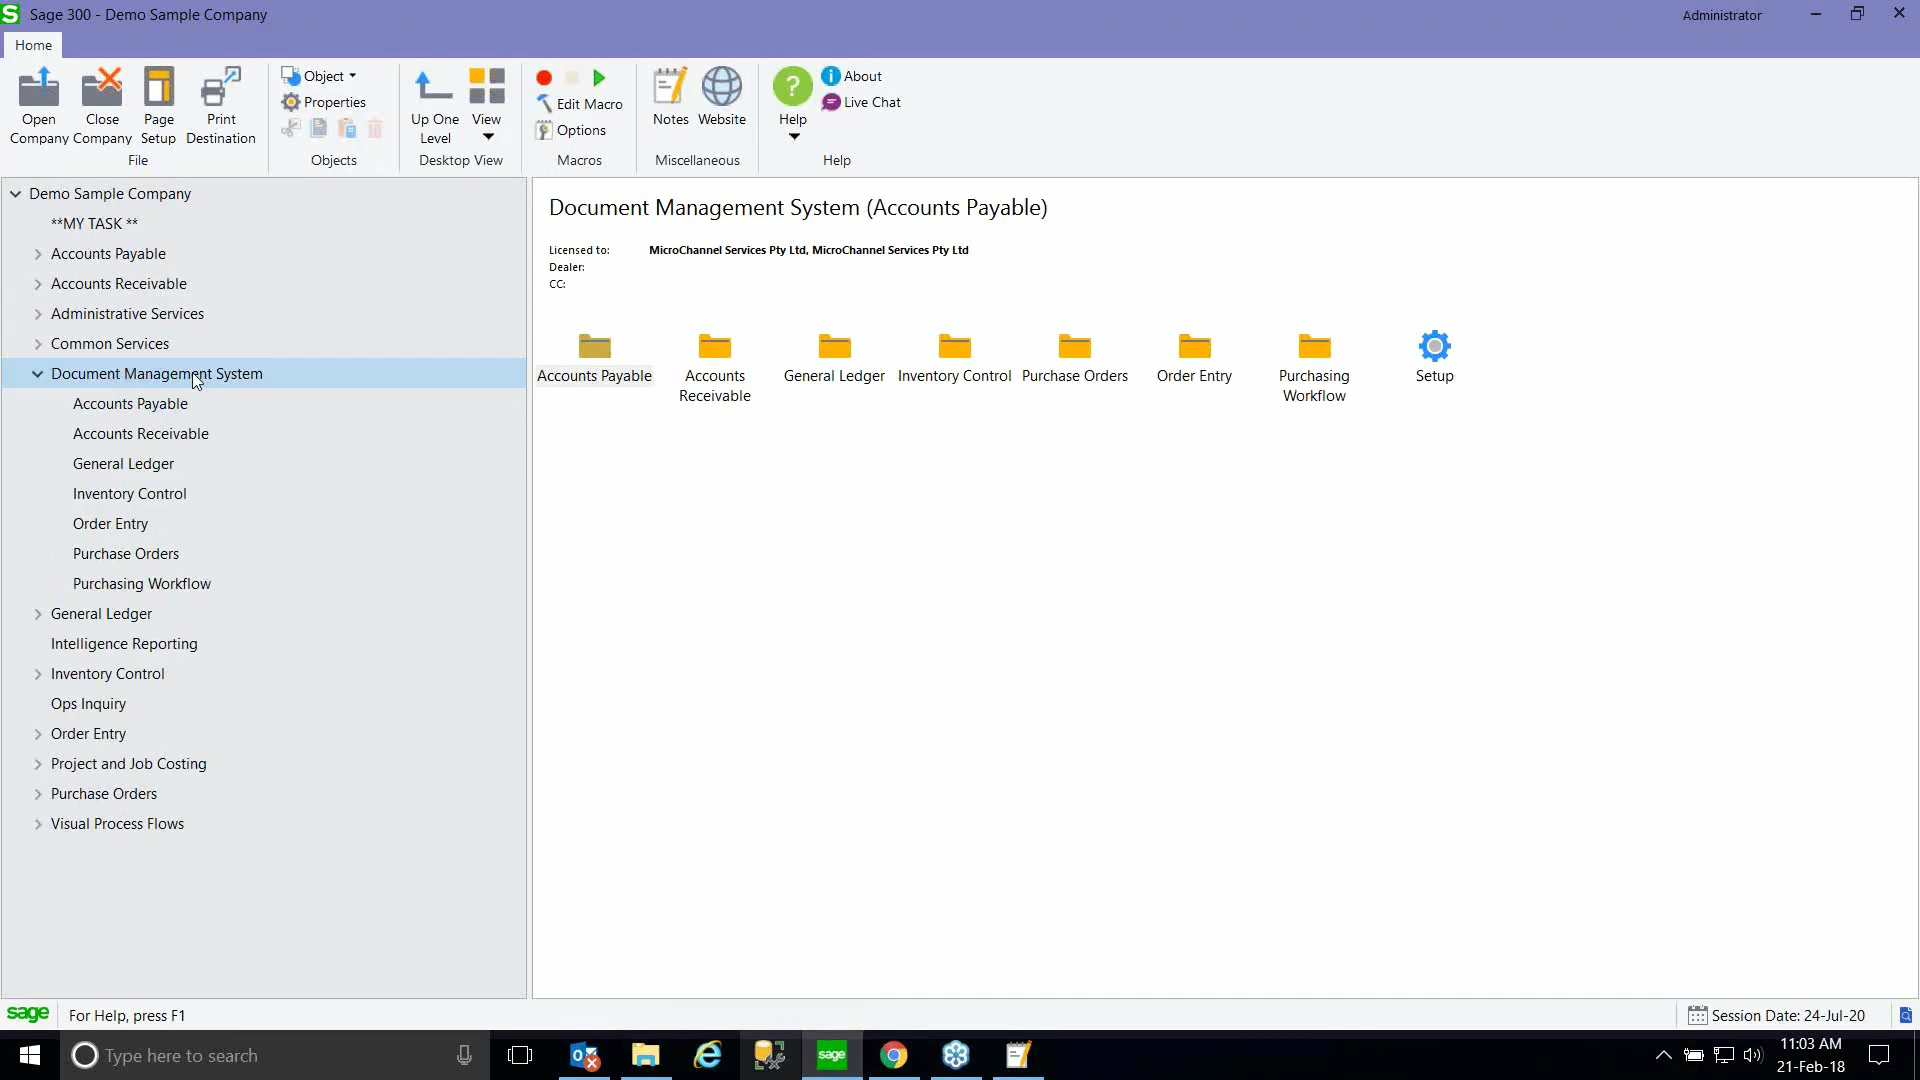 S Sage 300 - Demo Sample Company
Administrator
Home
Open Company
Close Company
Page Setup
Print Destination
File
Object
Properties
Objects
Up One Level
View
Desktop View
Edit Macro
Options
Macros
Notes
Website
Miscellaneous
? Help
i About
Live Chat
Help
Demo Sample Company
**MY TASK **
Accounts Payable
Accounts Receivable
Administrative Services
Common Services
Document Management System
Accounts Payable
Accounts Receivable
General Ledger
Inventory Control
Order Entry
Purchase Orders
Purchasing Workflow
General Ledger
Intelligence Reporting
Inventory Control
Ops Inquiry
Order Entry
Project and Job Costing
Purchase Orders
Visual Process Flows
Document Management System (Accounts Payable)
Licensed to: MicroChannel Services Pty Ltd, MicroChannel Services Pty Ltd
Dealer:
CC:
Accounts Payable
Accounts Receivable
General Ledger
Inventory Control
Purchase Orders
Order Entry
Purchasing Workflow
Setup
sage For Help, press F1
Session Date: 24-Jul-20
Type here to search
sage
11:03 AM
21-Feb-18